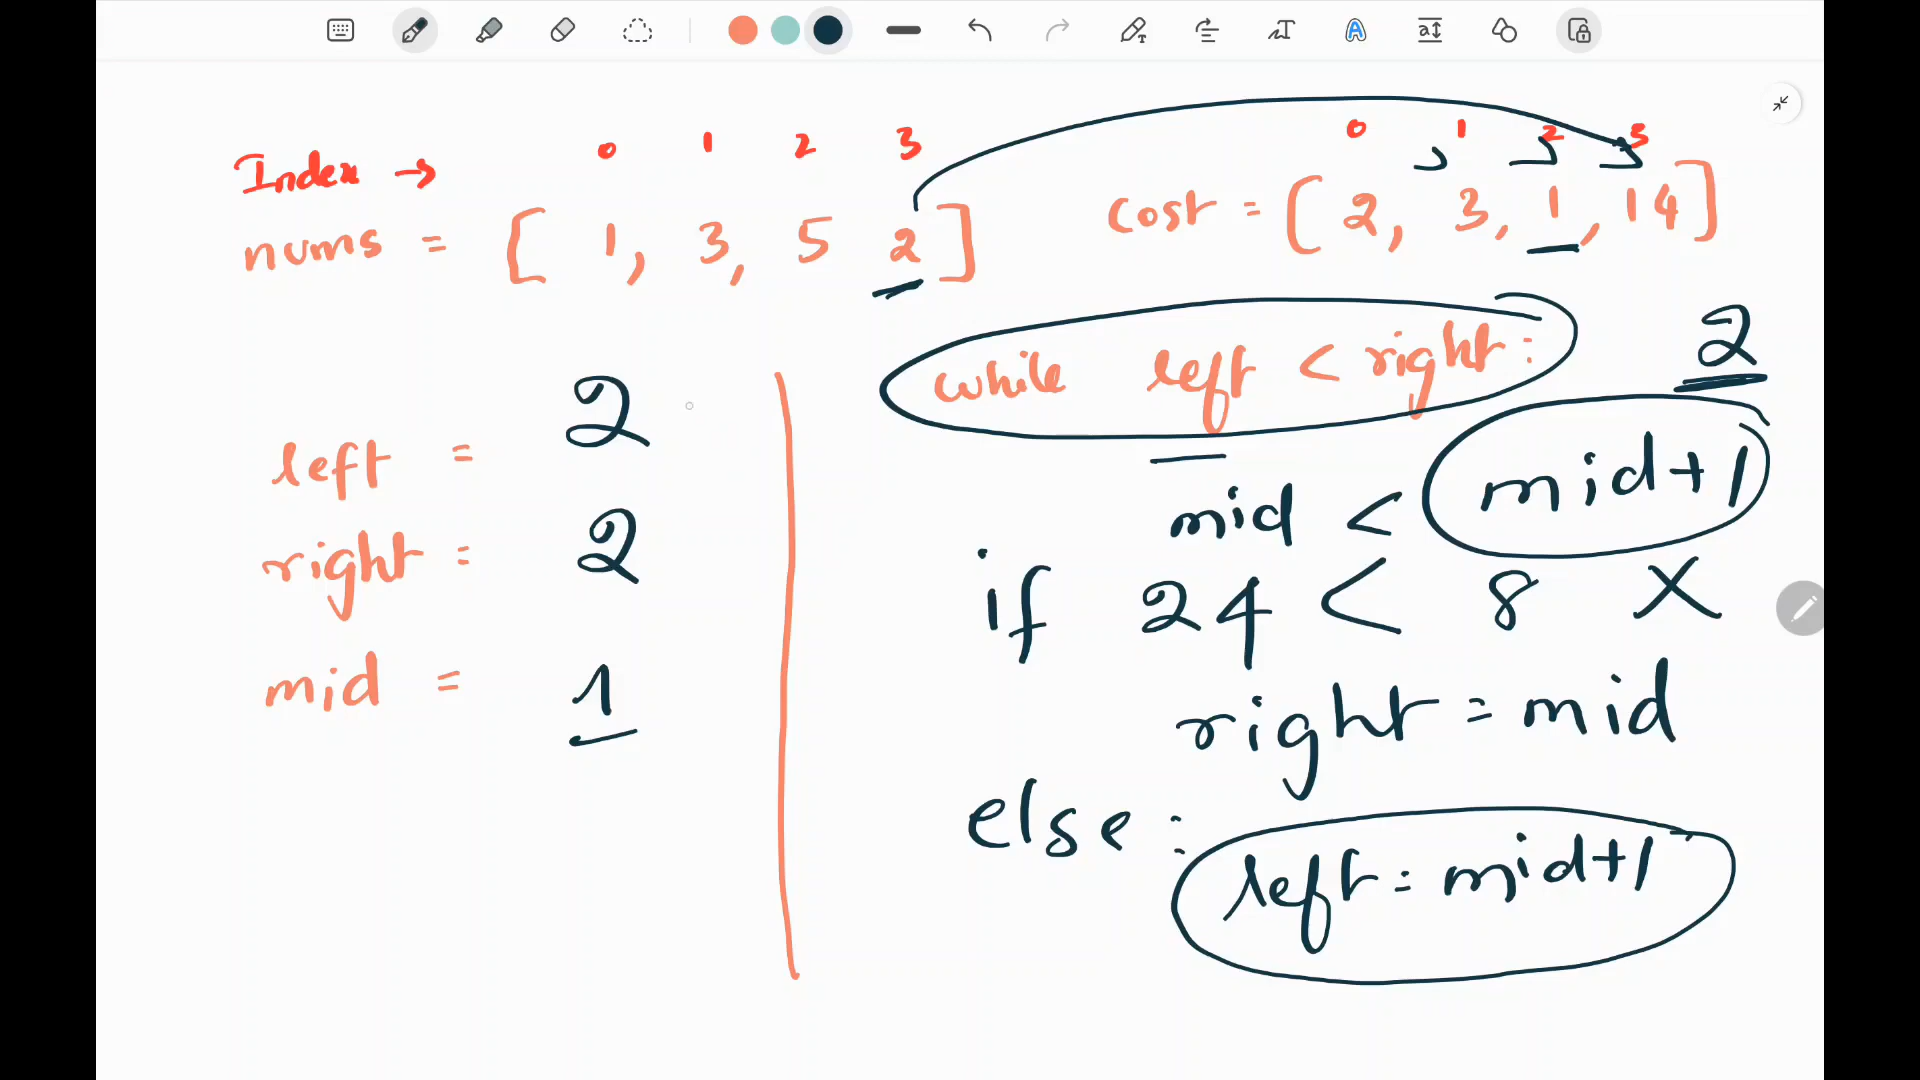 Index → 0 1 2 3
nums = [ 1, 3, 5 2 ]
0 1 2 3
cost = [ 2, 3, 1, 14 ]
left = 2
right = 2
mid = 1
while left < right: 2
mid < mid+1
if 24 < 8 X
right = mid
else:
left = mid+1